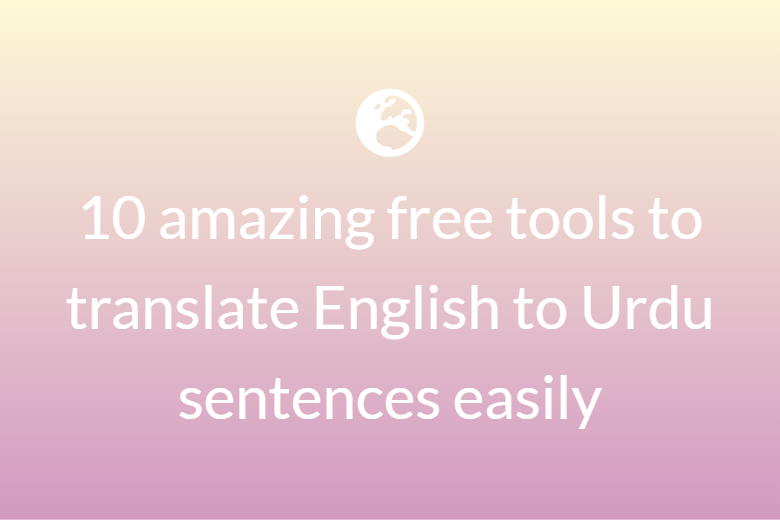 10 amazing free tools to
translate English to Urdu
sentences easily